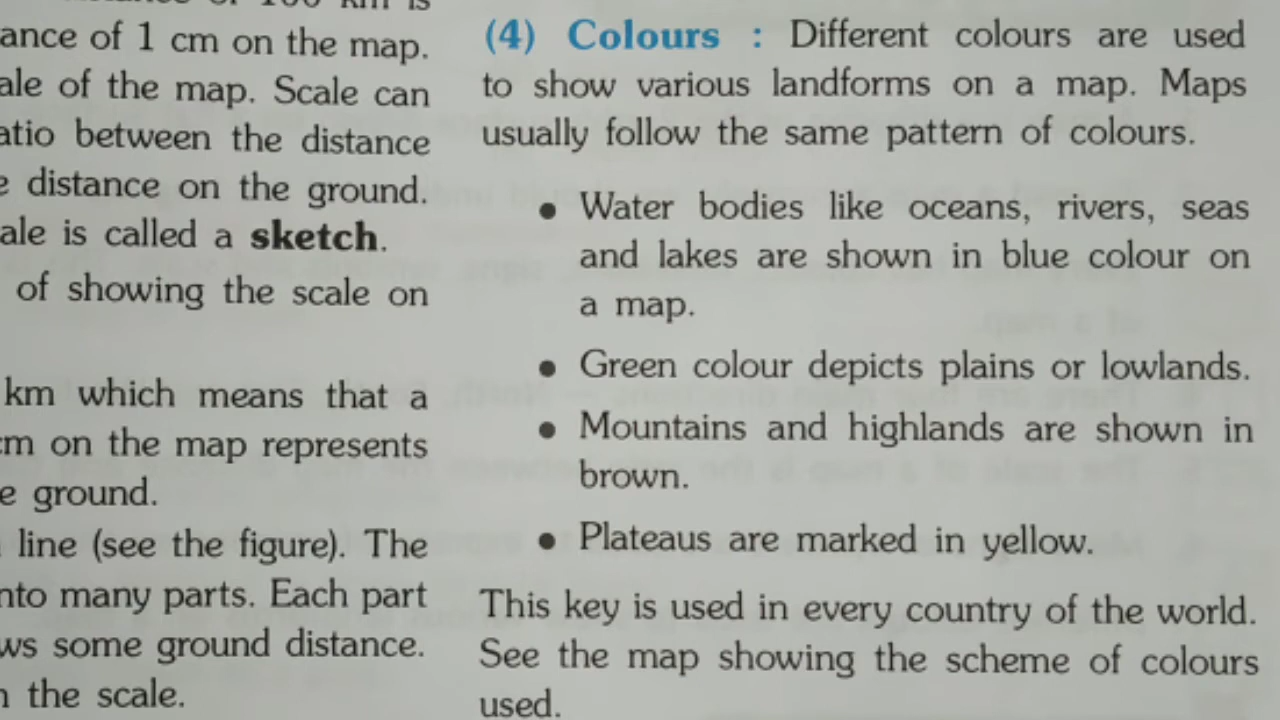 ance of 1 cm on the map.
ale of the map. Scale can
atio between the distance
distance on the ground.
ale is called a sketch.
of showing the scale on
km which means that a
cm on the map represents
e ground.
line (see the figure). The
nto many parts. Each part
ws some ground distance.
the scale.
(4) Colours : Different colours are used
to show various landforms on a map. Maps
usually follow the same pattern of colours.
• Water bodies like oceans, rivers, seas
and lakes are shown in blue colour on
a map.
• Green colour depicts plains or lowlands.
• Mountains and highlands are shown in
brown.
• Plateaus are marked in yellow.
This key is used in every country of the world.
See the map showing the scheme of colours
used.